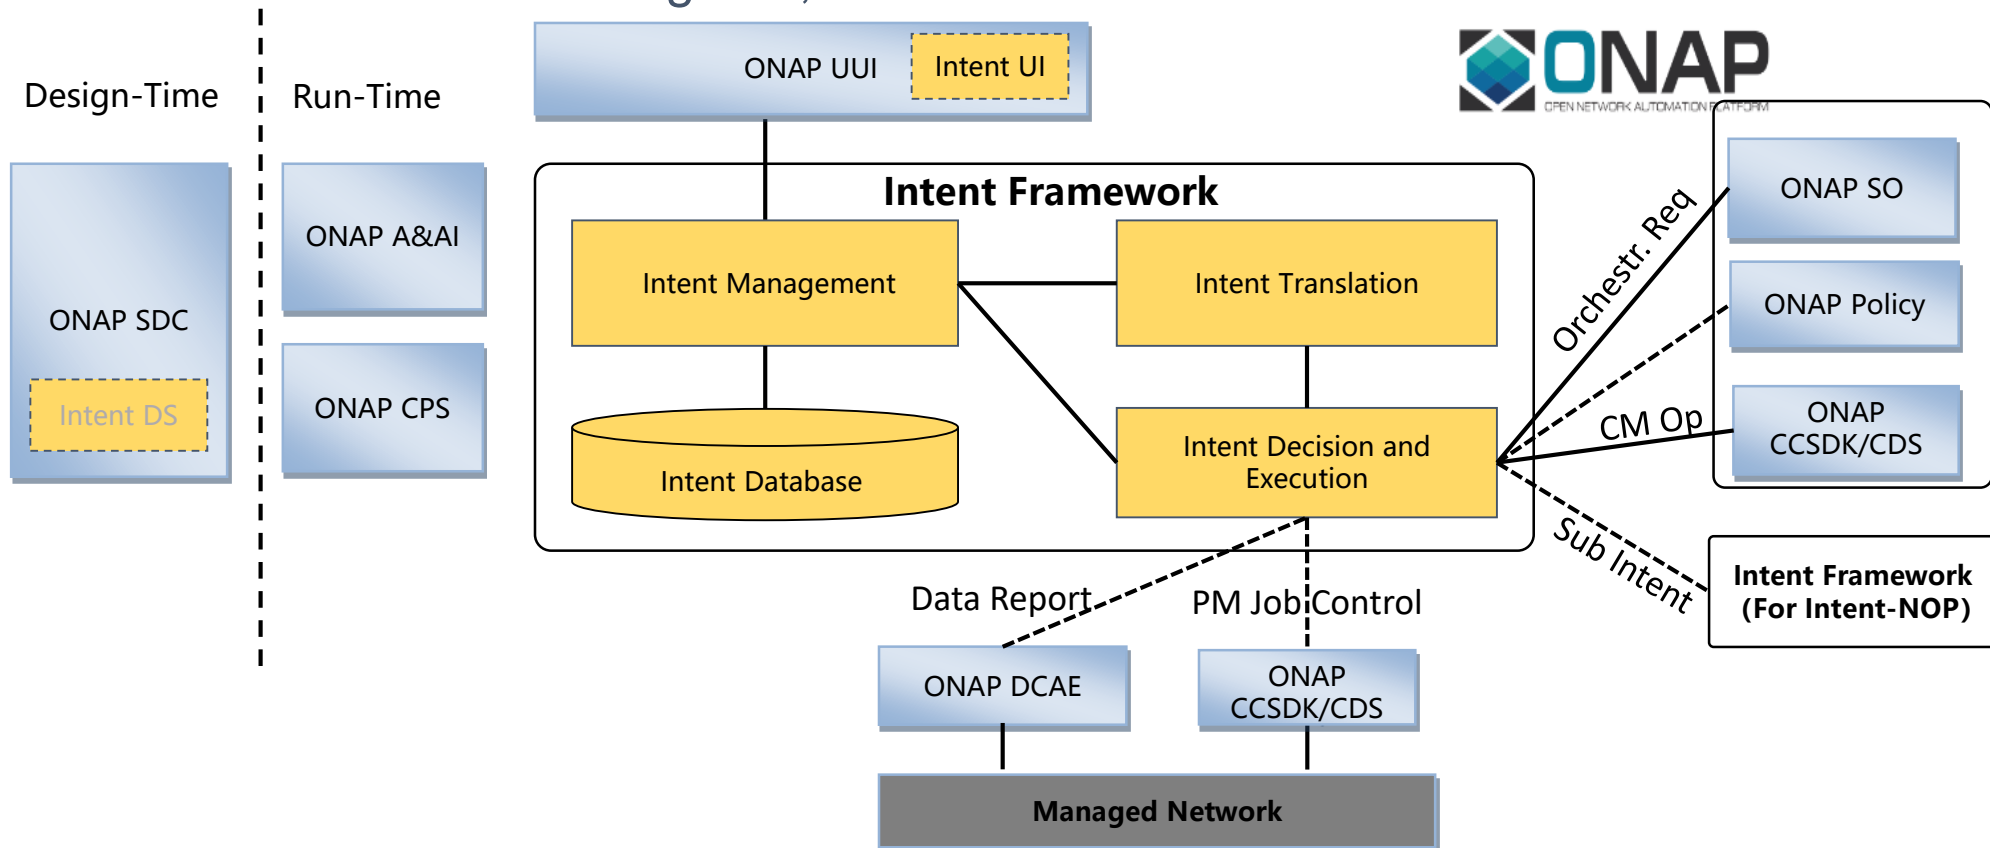 Design-Time
Run-Time
ONAP UUI
Intent UI
ONAP
OPEN NETWORK AUTOMATION PLATFORM
ONAP SDC
Intent DS
ONAP A&AI
ONAP CPS
Intent Framework
Intent Management
Intent Translation
Intent Database
Intent Decision and
Execution
Orchestr. Req
CM Op
Sub Intent
ONAP SO
ONAP Policy
ONAP
CCSDK/CDS
Intent Framework
(For Intent-NOP)
Data Report
PM Job Control
ONAP DCAE
ONAP
CCSDK/CDS
Managed Network